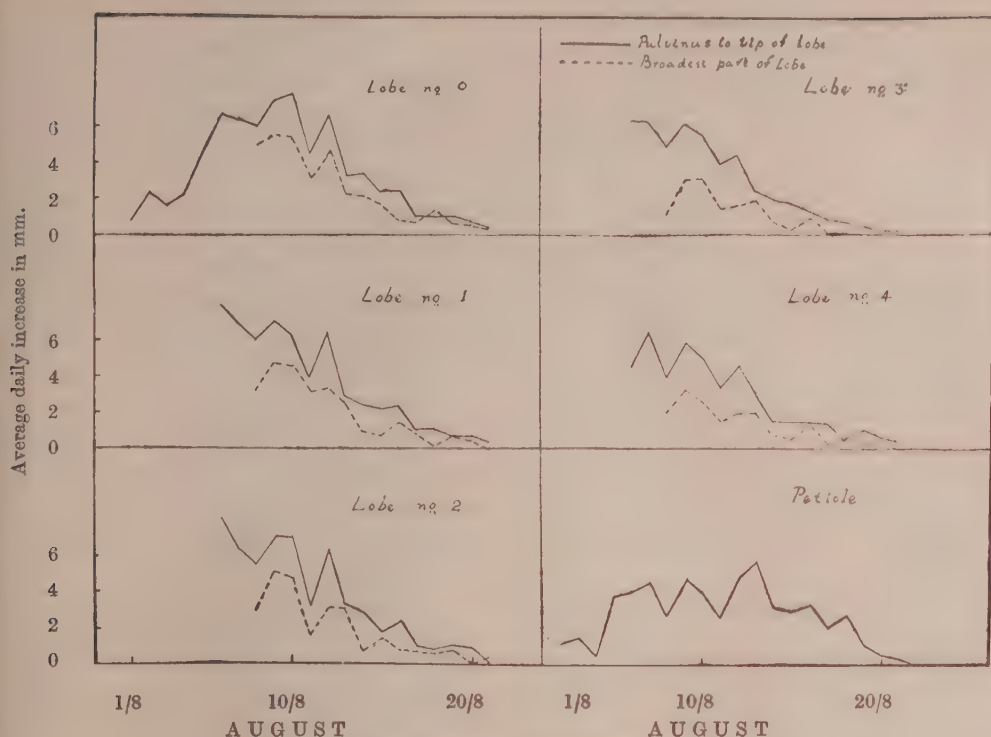 Pulvinus to tip of lobe
Broadest part of Lobe
Lobe no 0
Lobe no 3
6
4
2
0
Lobe no 1
Lobe no 4
6
4
2
0
Lobe no 2
Petiole
6
4
2
0
Average daily increase in mm.
1/8 10/8 20/8 1/8 10/8 20/8
AUGUST AUGUST